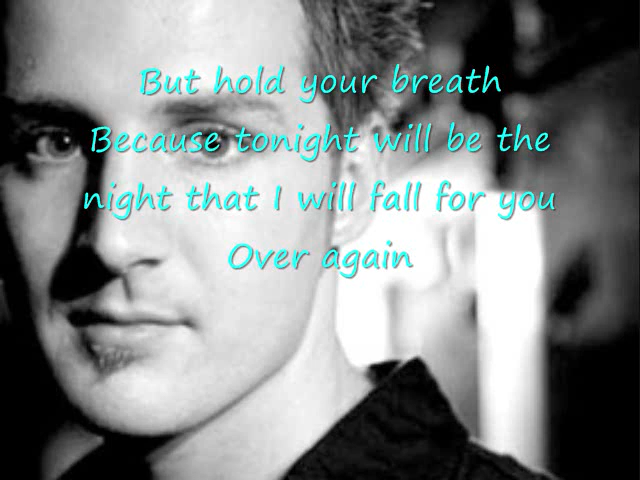 But hold your breath
Because tonight will be the
night that I will fall for you
Over again